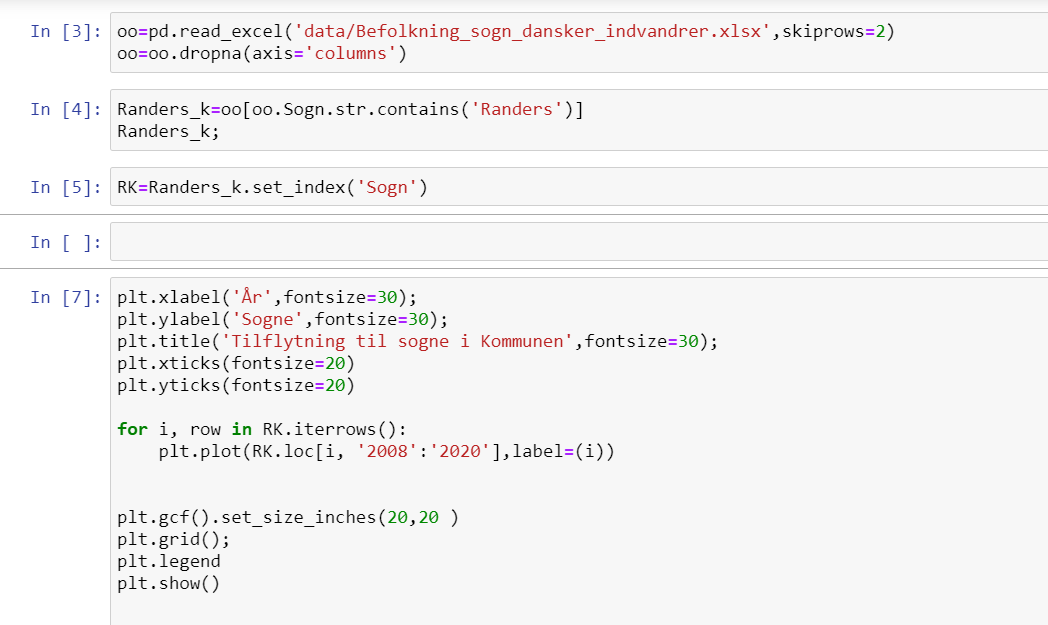 In [3]: oo=pd.read_excel('data/Befolkning_sogn_dansker_indvandrer.xlsx',skiprows=2)
oo=oo.dropna(axis='columns')
In [4]: Randers_k=oo[oo.Sogn.str.contains('Randers')]
Randers_k;
In [5]: RK=Randers_k.set_index('Sogn')
In [ ]:
In [7]: plt.xlabel('År',fontsize=30);
plt.ylabel('Sogne',fontsize=30);
plt.title('Tilflytning til sogne i Kommunen',fontsize=30);
plt.xticks(fontsize=20)
plt.yticks(fontsize=20)
for i, row in RK.iterrows():
    plt.plot(RK.loc[i, '2008':'2020'],label=(i))
plt.gcf().set_size_inches(20,20 )
plt.grid();
plt.legend
plt.show()